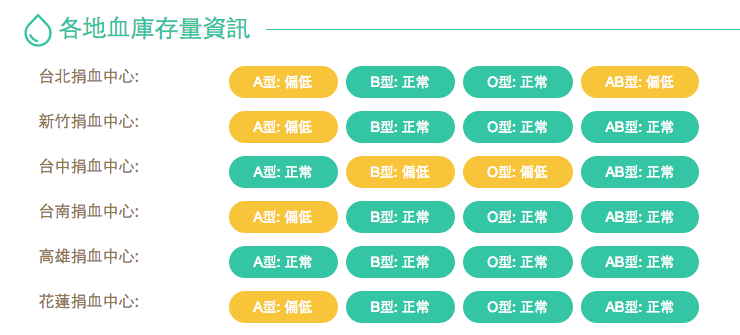 各地血庫存量資訊
台北捐血中心: A型: 偏低 B型: 正常 O型: 正常 AB型: 偏低
新竹捐血中心: A型: 偏低 B型: 正常 O型: 正常 AB型: 正常
台中捐血中心: A型: 正常 B型: 偏低 O型: 偏低 AB型: 正常
台南捐血中心: A型: 偏低 B型: 正常 O型: 正常 AB型: 正常
高雄捐血中心: A型: 正常 B型: 正常 O型: 正常 AB型: 正常
花蓮捐血中心: A型: 偏低 B型: 正常 O型: 正常 AB型: 正常